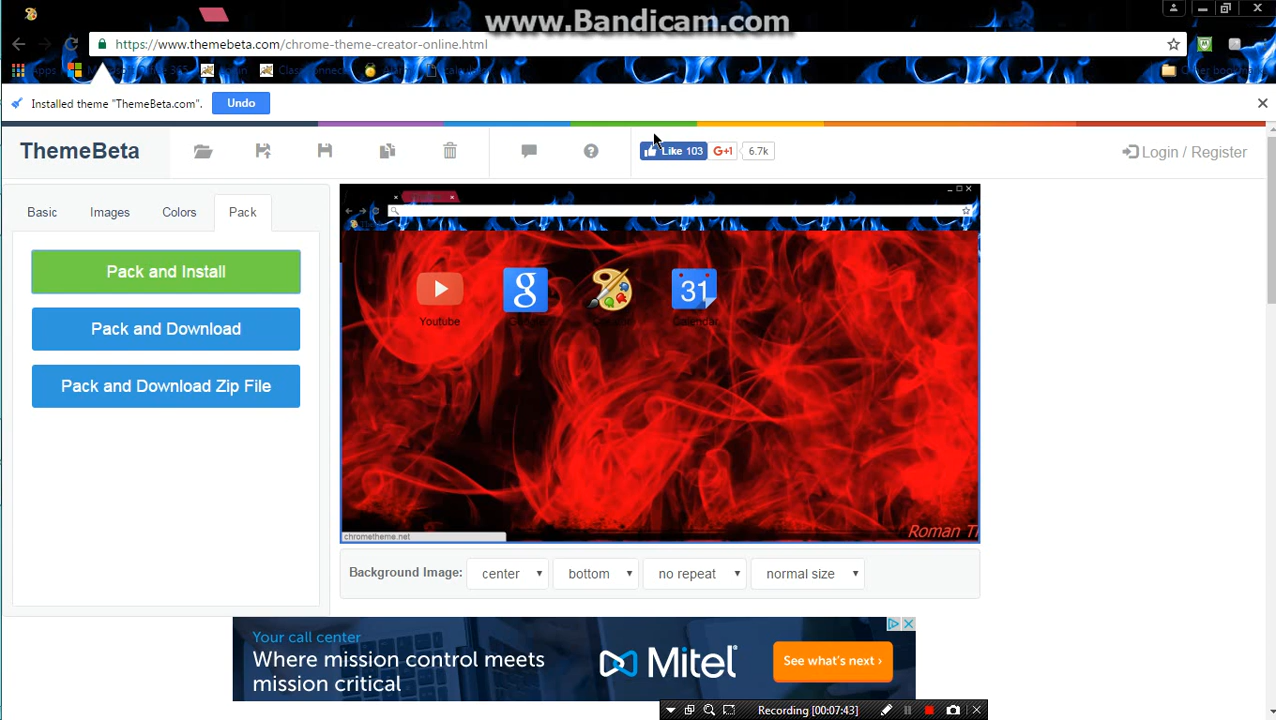 www.Bandicam.com
https://www.themebeta.com/chrome-theme-creator-online.html
Apps
Installed theme "ThemeBeta.com". Undo
ThemeBeta
Like 103
G+1 6.7k
Login / Register
Basic Images Colors Pack
Pack and Install
Pack and Download
Pack and Download Zip File
Youtube
31
Calendar
chrometheme.net
Background Image: center bottom no repeat normal size
Your call center
Where mission control meets
mission critical
Mitel
See what's next ›
Recording [00:07:43]